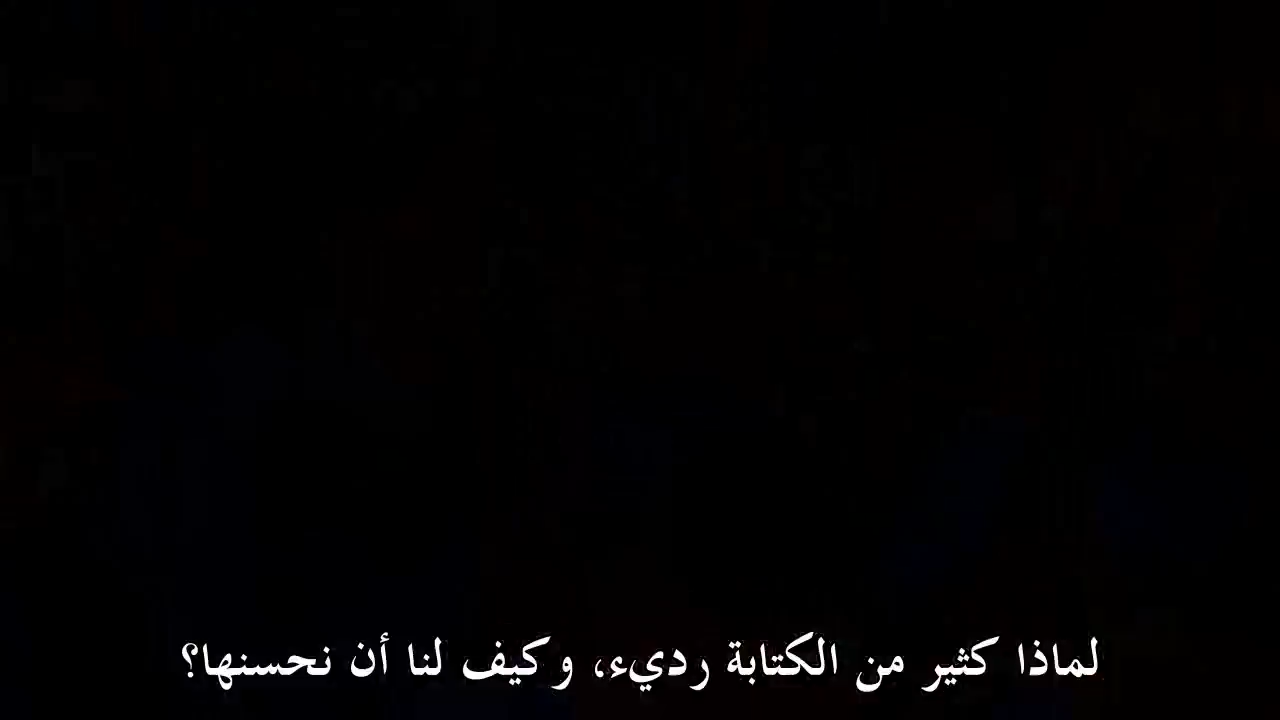 لماذا كثير من الكتابة رديء، وكيف لنا أن نحسنها؟